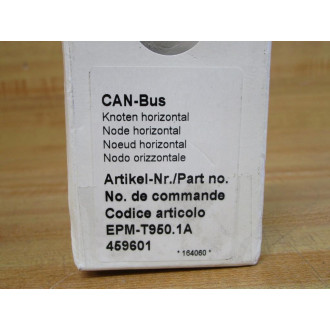 CAN-Bus
Knoten horizontal
Node horizontal
Noeud horizontal
Nodo orizzontale
Artikel-Nr./Part no.
No. de commande
Codice articolo
EPM-T950.1A
459601
* 164060 *